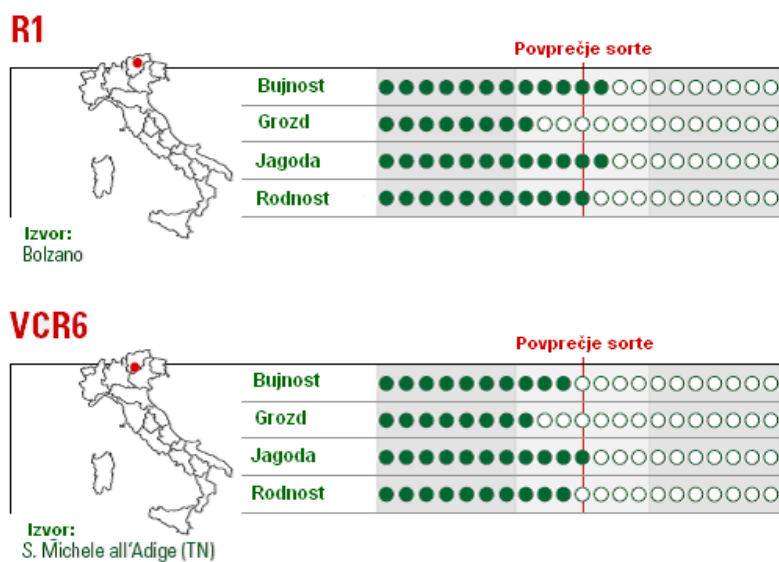 R1
Povprečje sorte
Bujnost
Grozd
Jagoda
Rodnost
Izvor:
Bolzano
VCR6
Povprečje sorte
Bujnost
Grozd
Jagoda
Rodnost
Izvor:
S. Michele all'Adige (TN)